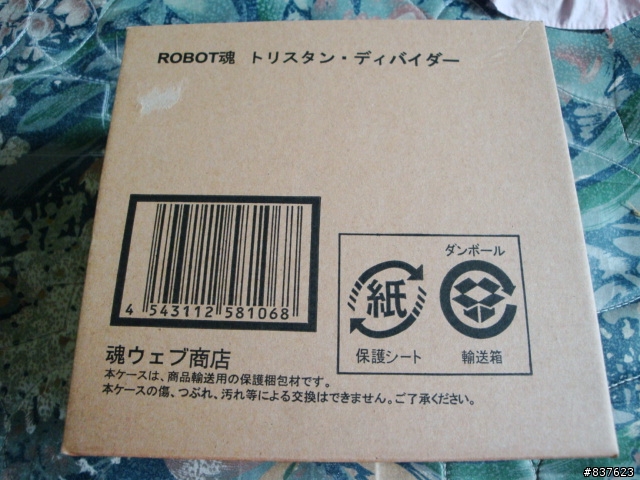 ROBOT魂 トリスタン・ディバイダー
4 543112 581068
ダンボール
紙
保護シート
輸送箱
魂ウェブ商店
本ケースは、商品輸送用の保護梱包材です。
本ケースの傷、つぶれ、汚れ等による交換はできません。ご了承ください。
#837623